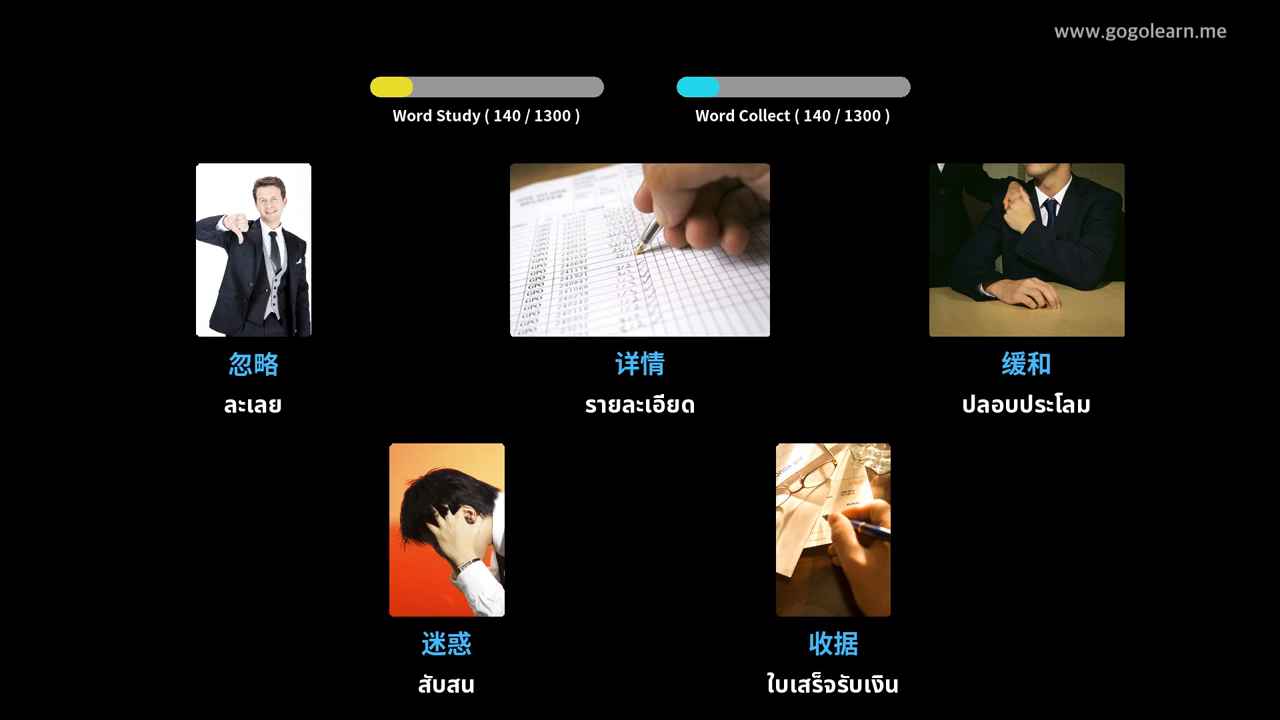 www.gogolearn.me
Word Study ( 140 / 1300 )
Word Collect ( 140 / 1300 )
忽略
详情
缓和
ละเลย
รายละเอียด
ปลอบประโลม
迷惑
收据
สับสน
ใบเสร็จรับเงิน